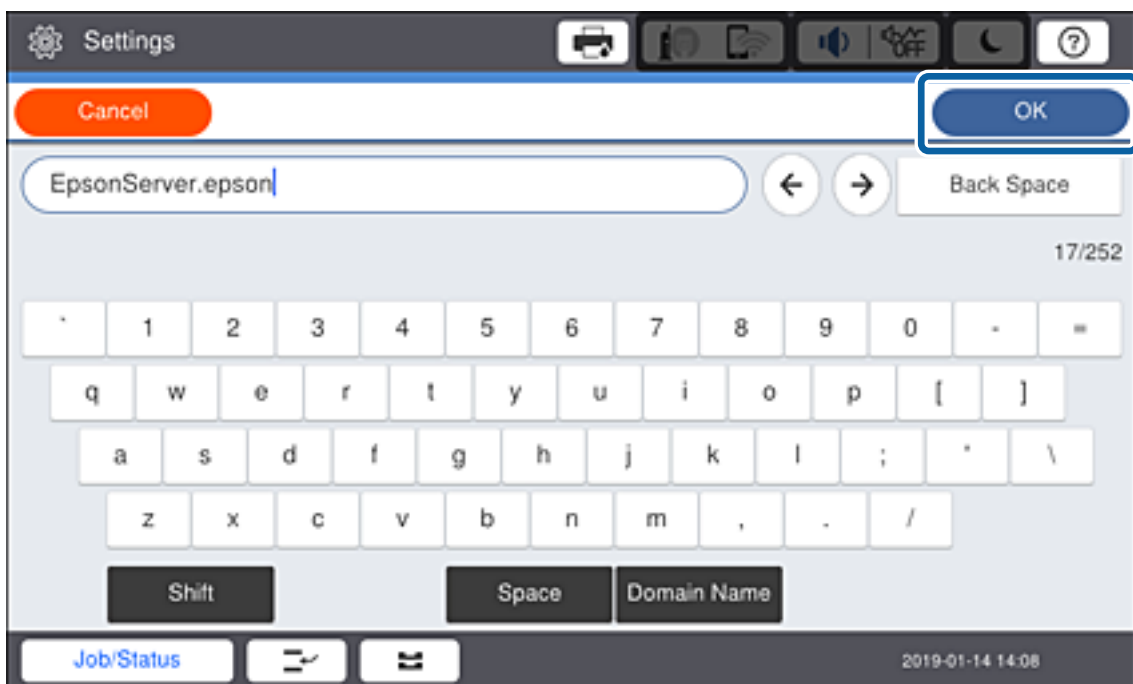 Settings
OFF
?
Cancel
OK
EpsonServer.epson
← → Back Space
17/252
` 1 2 3 4 5 6 7 8 9 0 - =
q w e r t y u i o p [ ]
a s d f g h j k l ; ' \
z x c v b n m , . /
Shift Space Domain Name
Job/Status
2019-01-14 14:08